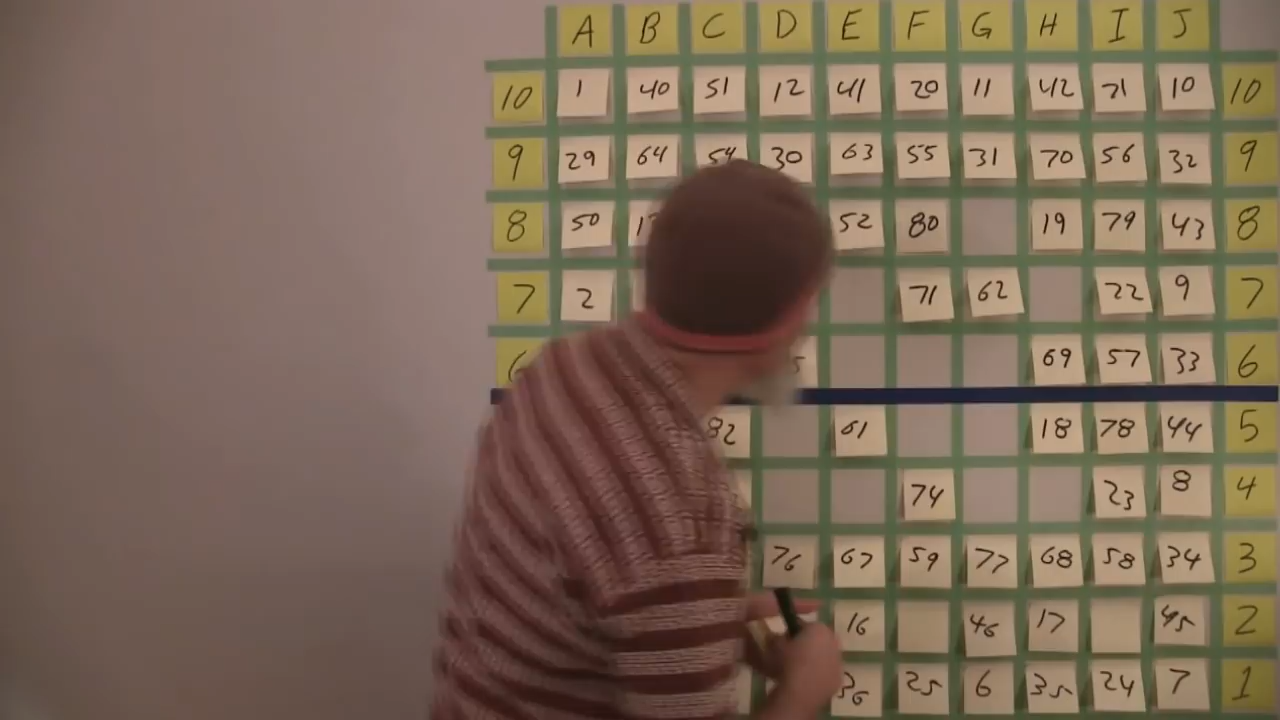 A B C D E F G H I J
10 1 40 51 12 41 20 11 42 21 10 10
9 29 64 54 30 63 55 31 70 56 32 9
8 50 52 80 19 79 43 8
7 2 71 62 22 9 7
69 57 33 6
82 61 18 78 44 5
74 23 8 4
76 67 59 77 68 58 34 3
16 46 17 45 2
36 25 6 35 24 7 1